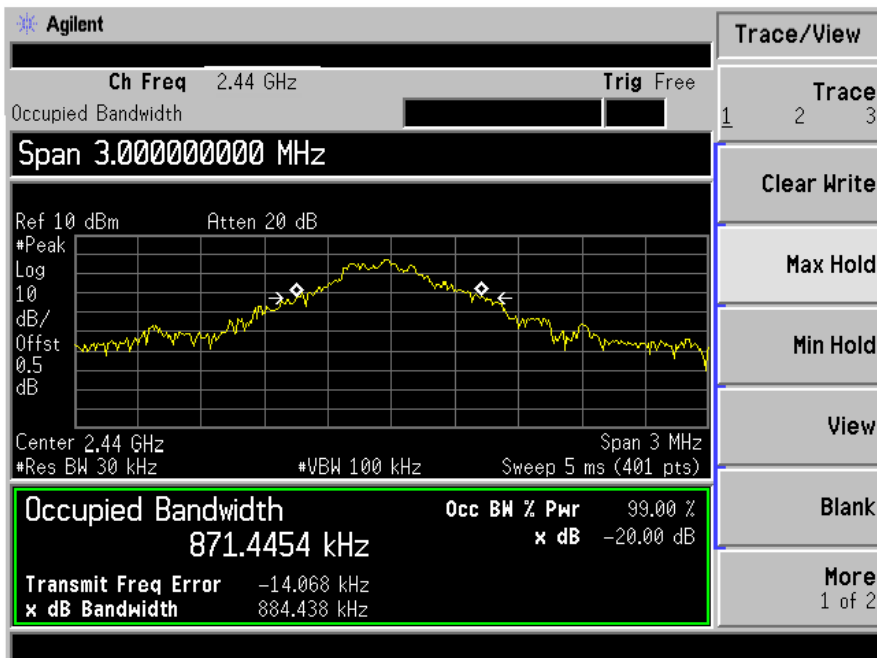 Agilent
Trace/View
Ch Freq 2.44 GHz Trig Free
Occupied Bandwidth
Trace
1 2 3
Span 3.000000000 MHz
Clear Write
Ref 10 dBm Atten 20 dB
#Peak
Log
10
dB/
Offst
0.5
dB
Max Hold
Min Hold
View
Center 2.44 GHz Span 3 MHz
#Res BW 30 kHz #VBW 100 kHz Sweep 5 ms (401 pts)
Occupied Bandwidth Occ BW % Pwr 99.00 %
871.4454 kHz x dB -20.00 dB
Transmit Freq Error -14.068 kHz
x dB Bandwidth 884.438 kHz
Blank
More
1 of 2